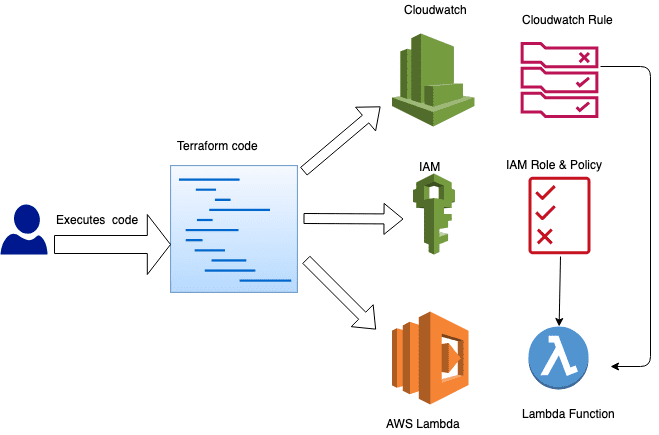 Cloudwatch
Cloudwatch Rule
Terraform code
IAM
IAM Role & Policy
Executes code
AWS Lambda
Lambda Function